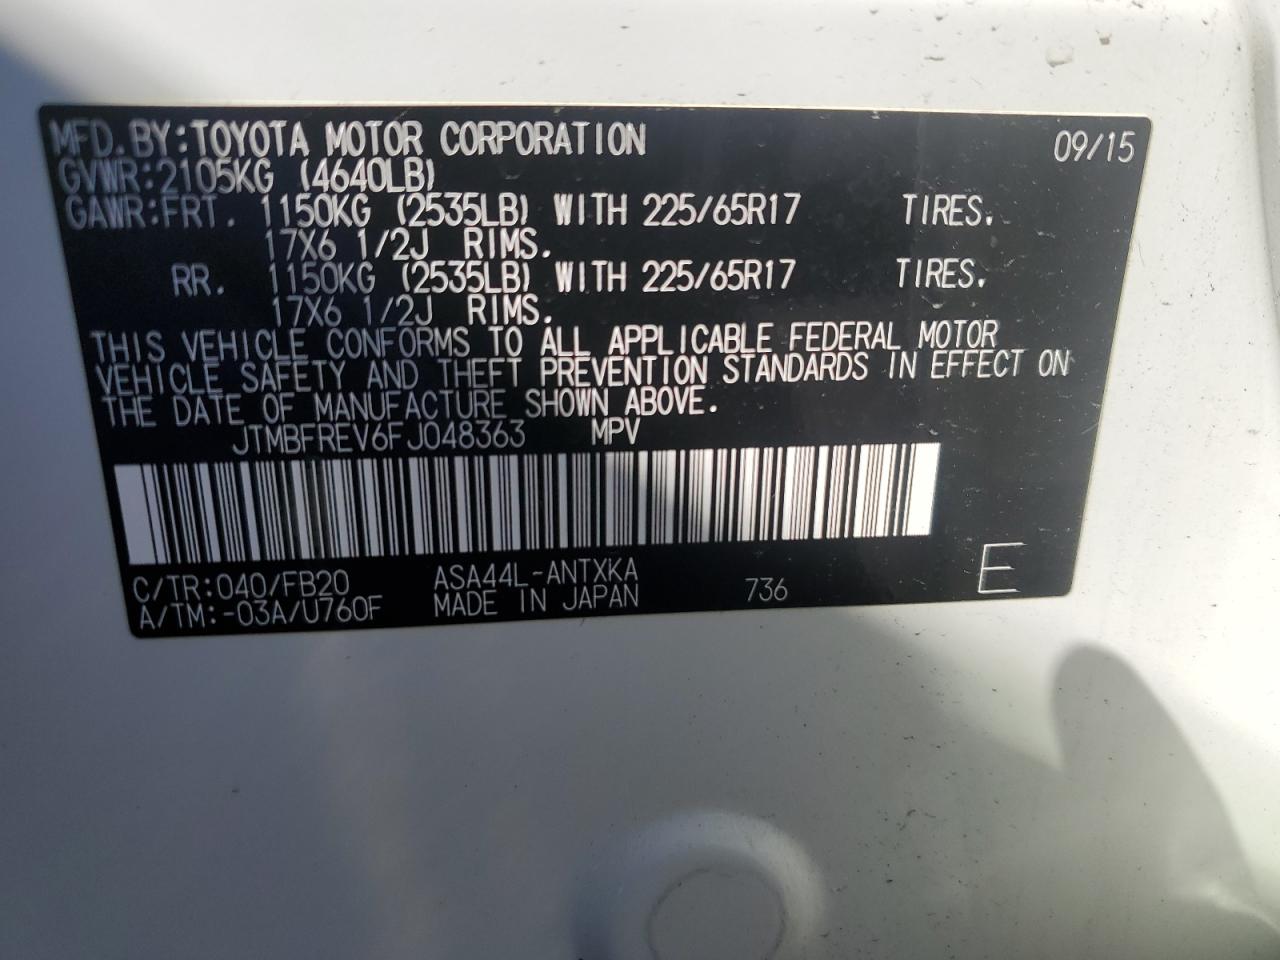 MFD. BY: TOYOTA MOTOR CORPORATION 09/15
GVWR: 2105KG (4640LB)
GAWR: FRT. 1150KG (2535LB) WITH 225/65R17 TIRES.
17X6 1/2J RIMS.
RR. 1150KG (2535LB) WITH 225/65R17 TIRES.
17X6 1/2J RIMS.
THIS VEHICLE CONFORMS TO ALL APPLICABLE FEDERAL MOTOR
VEHICLE SAFETY AND THEFT PREVENTION STANDARDS IN EFFECT ON
THE DATE OF MANUFACTURE SHOWN ABOVE.
JTMBFREV6FJ048363 MPV
C/TR: 040/FB20 ASA44L-ANTXKA 736 E
A/TM: -03A/U760F MADE IN JAPAN